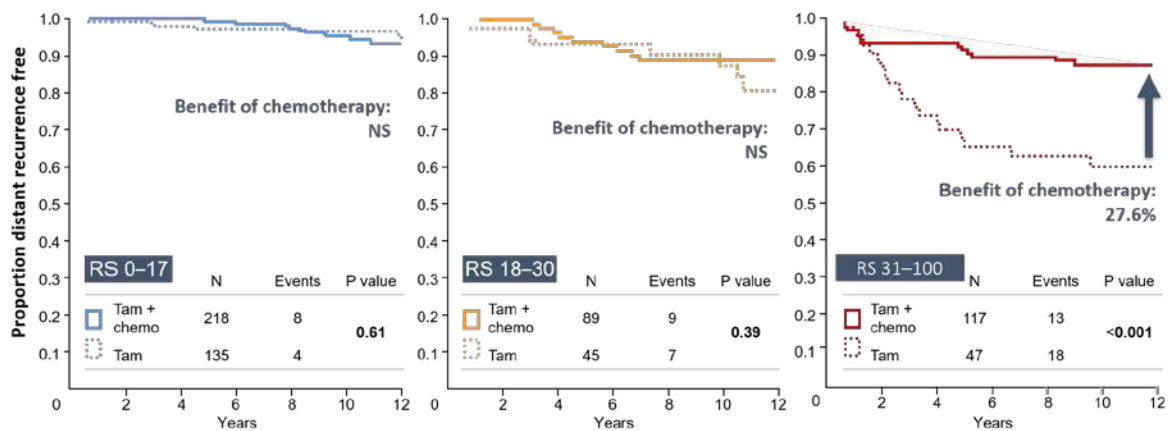 Proportion distant recurrence free
1.0
0.9
0.8
0.7
0.6
0.5
0.4
0.3
0.2
0.1
0
2
4
6
8
10
12
Years
Benefit of chemotherapy:
NS
RS 0–17
N Events P value
Tam +
chemo
218 8
0.61
Tam 135 4
1.0
0.9
0.8
0.7
0.6
0.5
0.4
0.3
0.2
0.1
0
2
4
6
8
10
12
Years
Benefit of chemotherapy:
NS
RS 18–30
N Events P value
Tam +
chemo
89 9
0.39
Tam 45 7
1.0
0.9
0.8
0.7
0.6
0.5
0.4
0.3
0.2
0.1
0
2
4
6
8
10
12
Years
Benefit of chemotherapy:
27.6%
RS 31–100
N Events P value
Tam +
chemo
117 13
<0.001
Tam 47 18